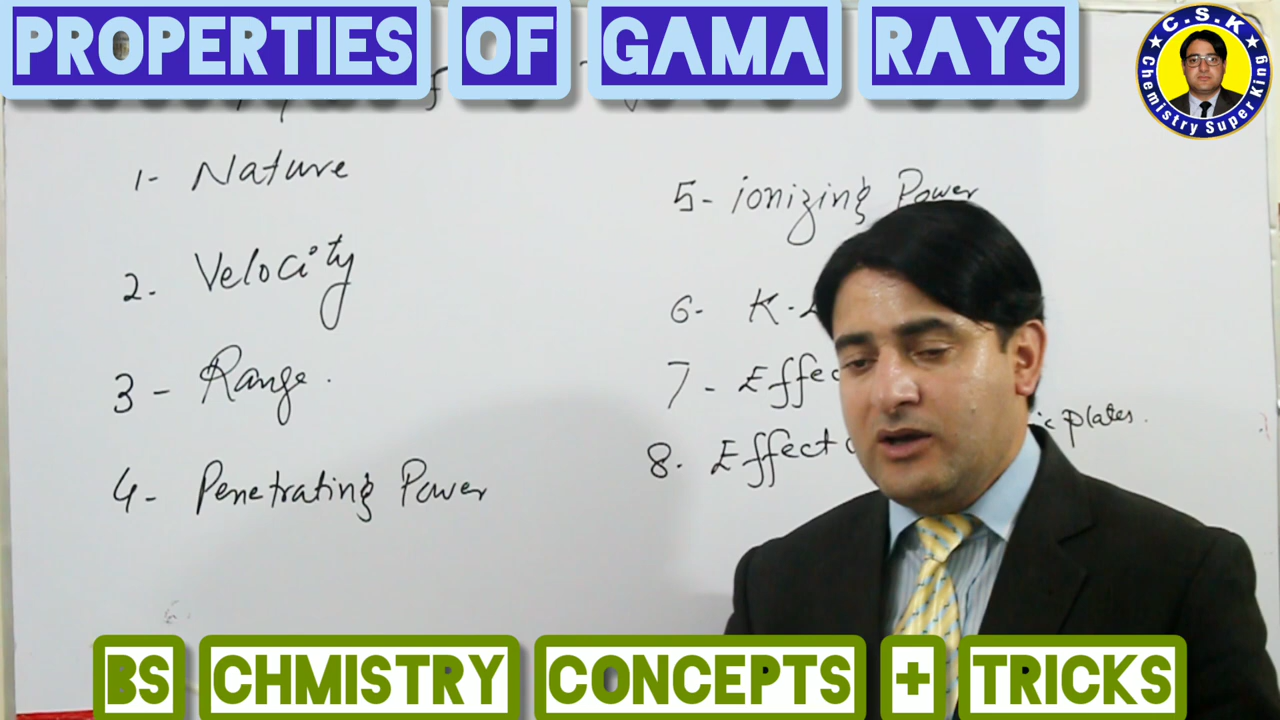 PROPERTIES OF GAMA RAYS
C.S.K
Chemistry Super King
1- Nature
2. Velocity
3- Range.
4- Penetrating Power
5- ionizing Power
6- K.
7- Effec
8. Effect plates.
BS CHMISTRY CONCEPTS + TRICKS